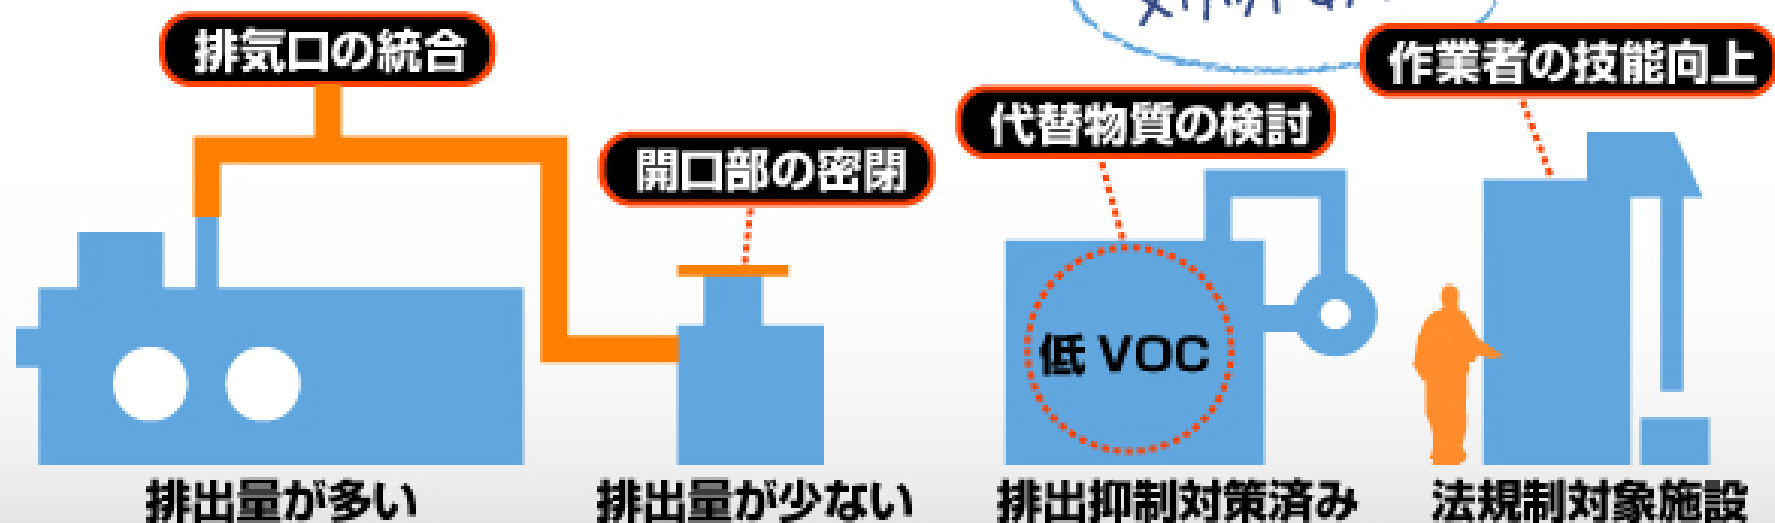 排気口の統合
作業者の技能向上
代替物質の検討
開口部の密閉
低 VOC
排出量が多い
排出量が少ない
排出抑制対策済み
法規制対象施設